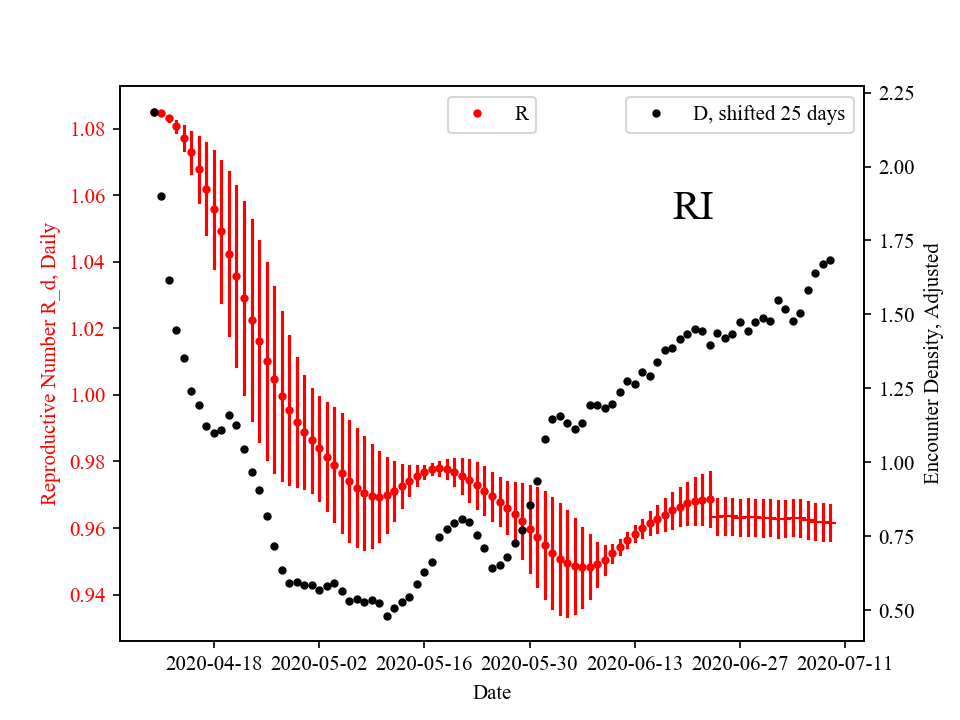 R
D, shifted 25 days
RI
Reproductive Number R_d, Daily
1.08
1.06
1.04
1.02
1.00
0.98
0.96
0.94
2.25
2.00
1.75
1.50
1.25
1.00
0.75
0.50
Encounter Density, Adjusted
2020-04-18 2020-05-02 2020-05-16 2020-05-30 2020-06-13 2020-06-27 2020-07-11
Date